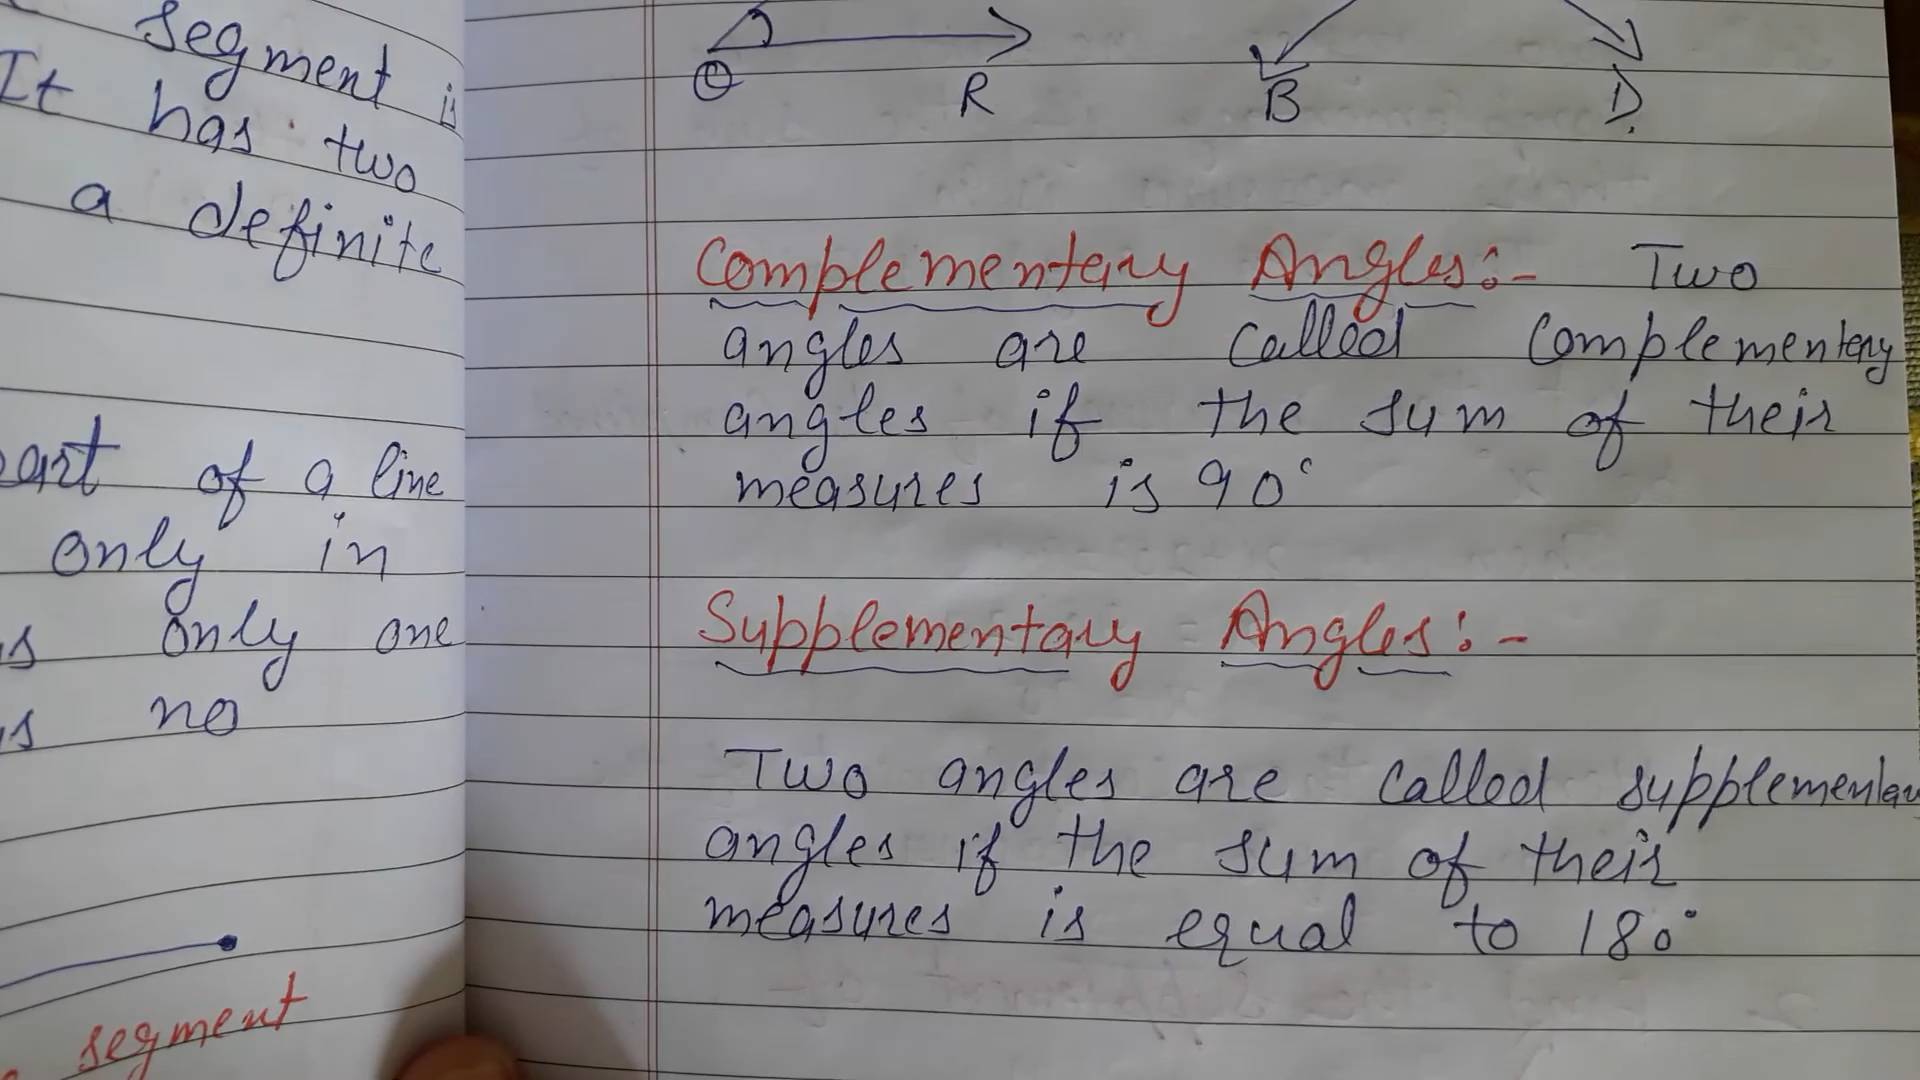 segment is
It has two
a definite
of a line
only in
only one
no
segment
O R B D
Complementary Angles:- Two
angles are called Complementary
angles if the sum of their
measures is 90°
Supplementary Angles:-
Two angles are called supplementary
angles if the sum of their
measures is equal to 180°